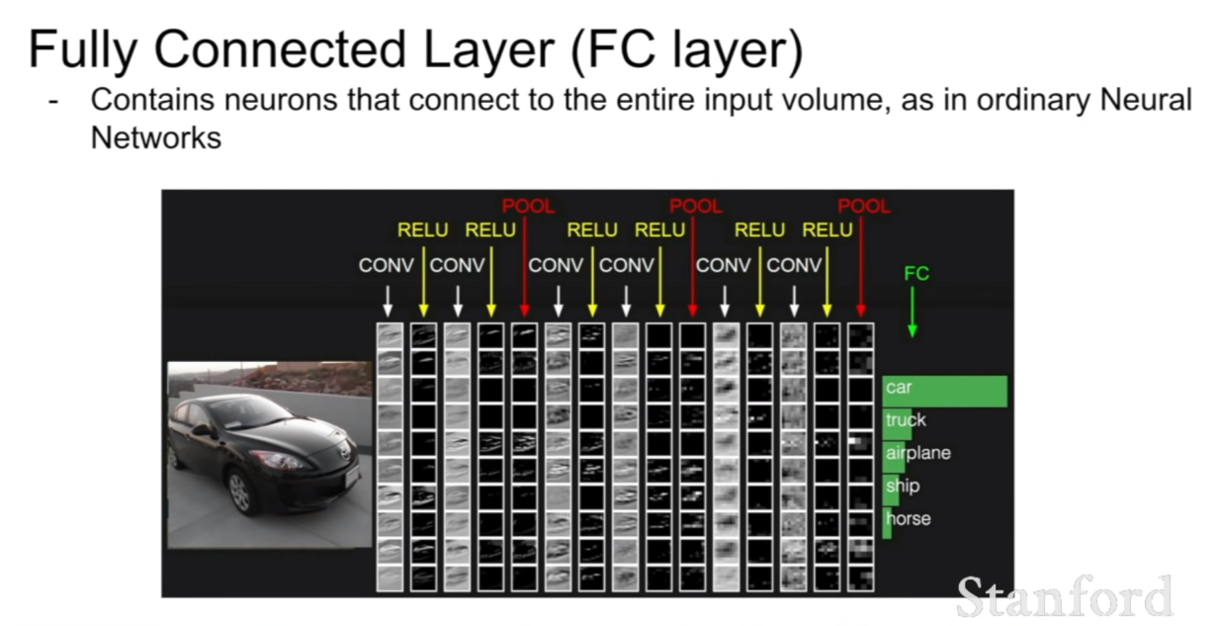 Fully Connected Layer (FC layer)
- Contains neurons that connect to the entire input volume, as in ordinary Neural
Networks
POOL POOL POOL
RELU RELU RELU RELU RELU RELU
CONV CONV CONV CONV CONV CONV
FC
car
truck
airplane
ship
horse
Stanford